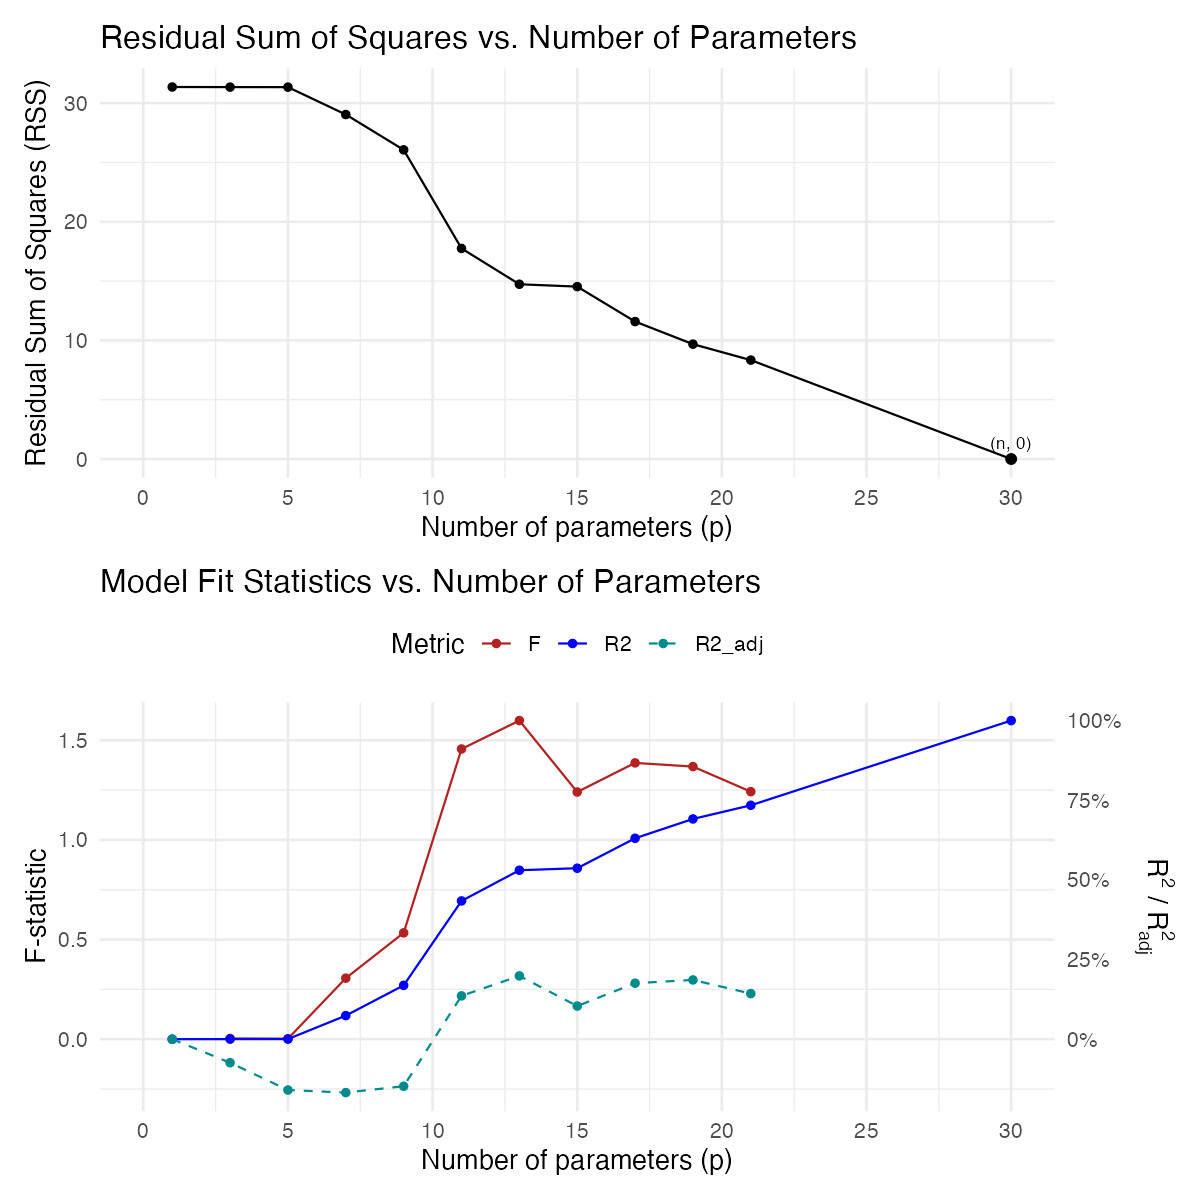 Residual Sum of Squares vs. Number of Parameters
Residual Sum of Squares (RSS)
30
20
10
0
(n, 0)
0 5 10 15 20 25 30
Number of parameters (p)
Model Fit Statistics vs. Number of Parameters
Metric F R2 R2_adj
F-statistic
1.5
1.0
0.5
0.0
100%
75%
50%
25%
0%
R² / R²adj
0 5 10 15 20 25 30
Number of parameters (p)